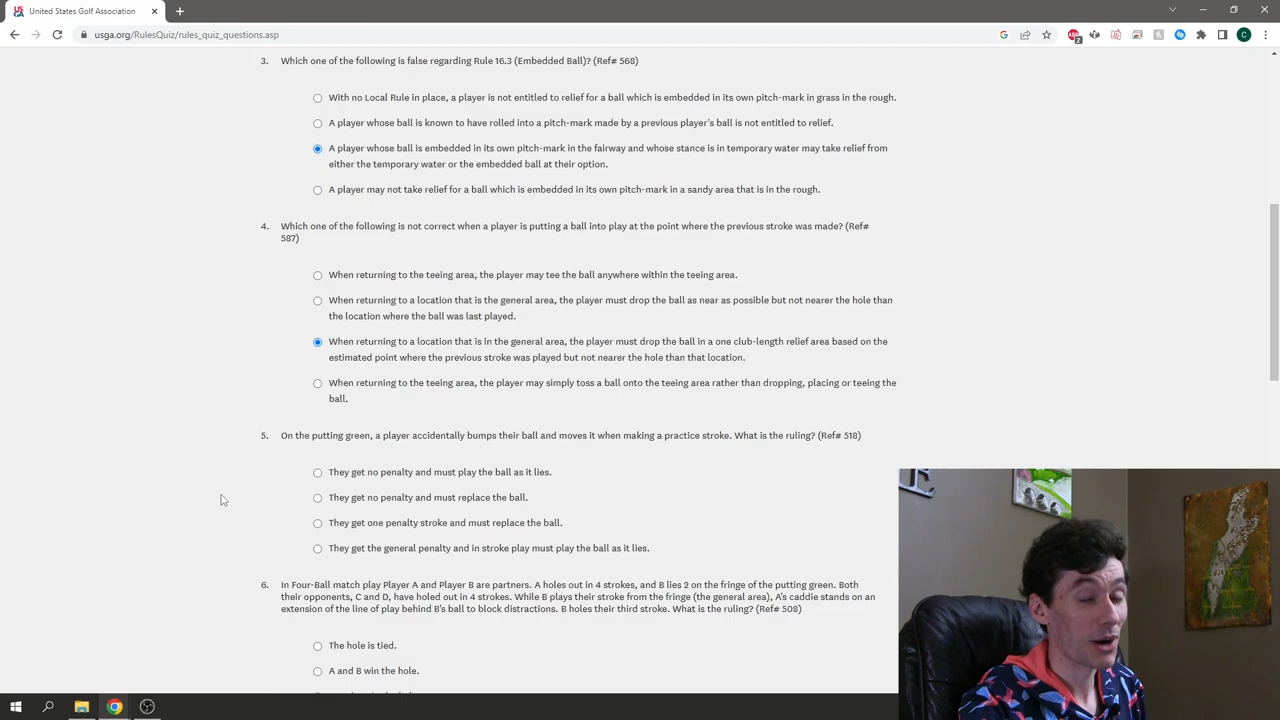 United States Golf Association
usga.org/RulesQuiz/rules_quiz_questions.asp
3. Which one of the following is false regarding Rule 16.3 (Embedded Ball)? (Ref# 568)
With no Local Rule in place, a player is not entitled to relief for a ball which is embedded in its own pitch-mark in grass in the rough.
A player whose ball is known to have rolled into a pitch-mark made by a previous player's ball is not entitled to relief.
A player whose ball is embedded in its own pitch-mark in the fairway and whose stance is in temporary water may take relief from
either the temporary water or the embedded ball at their option.
A player may not take relief for a ball which is embedded in its own pitch-mark in a sandy area that is in the rough.
4. Which one of the following is not correct when a player is putting a ball into play at the point where the previous stroke was made? (Ref#
587)
When returning to the teeing area, the player may tee the ball anywhere within the teeing area.
When returning to a location that is the general area, the player must drop the ball as near as possible but not nearer the hole than
the location where the ball was last played.
When returning to a location that is in the general area, the player must drop the ball in a one club-length relief area based on the
estimated point where the previous stroke was played but not nearer the hole than that location.
When returning to the teeing area, the player may simply toss a ball onto the teeing area rather than dropping, placing or teeing the
ball.
5. On the putting green, a player accidentally bumps their ball and moves it when making a practice stroke. What is the ruling? (Ref# 518)
They get no penalty and must play the ball as it lies.
They get no penalty and must replace the ball.
They get one penalty stroke and must replace the ball.
They get the general penalty and in stroke play must play the ball as it lies.
6. In Four-Ball match play Player A and Player B are partners. A holes out in 4 strokes, and B lies 2 on the fringe of the putting green. Both
their opponents, C and D, have holed out in 4 strokes. While B plays their stroke from the fringe (the general area), A's caddie stands on an
extension of the line of play behind B's ball to block distractions. B holes their third stroke. What is the ruling? (Ref# 508)
The hole is tied.
A and B win the hole.